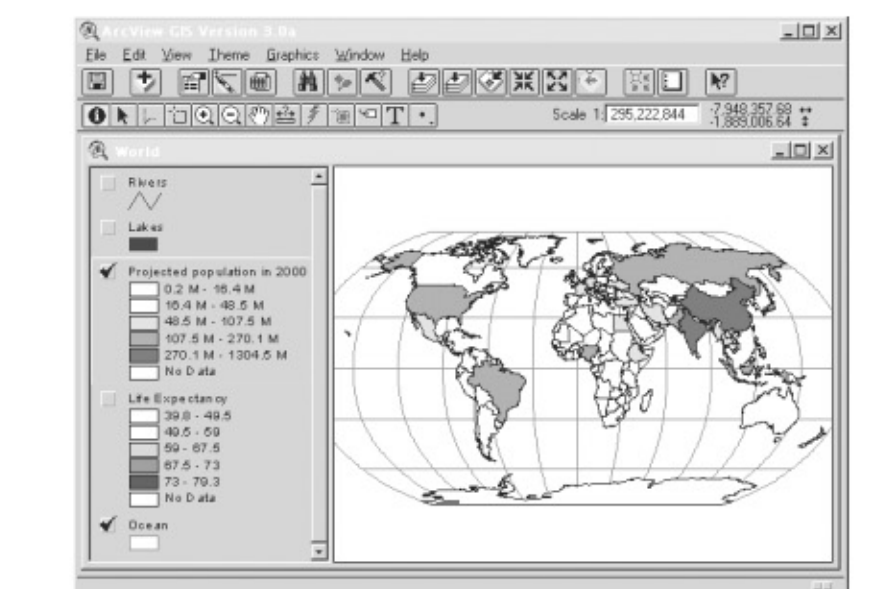 ArcView GIS Version 3.0a
File Edit View Theme Graphics Window Help
Scale 1: 295,222,844
-7,948,357.68
-1,889,006.64
World
Rivers
Lakes
Projected population in 2000
0.2 M - 16.4 M
16.4 M - 48.5 M
48.5 M - 107.5 M
107.5 M - 270.1 M
270.1 M - 1304.5 M
No Data
Life Expectancy
39.8 - 49.5
49.5 - 59
59 - 67.5
67.5 - 73
73 - 79.3
No Data
Ocean